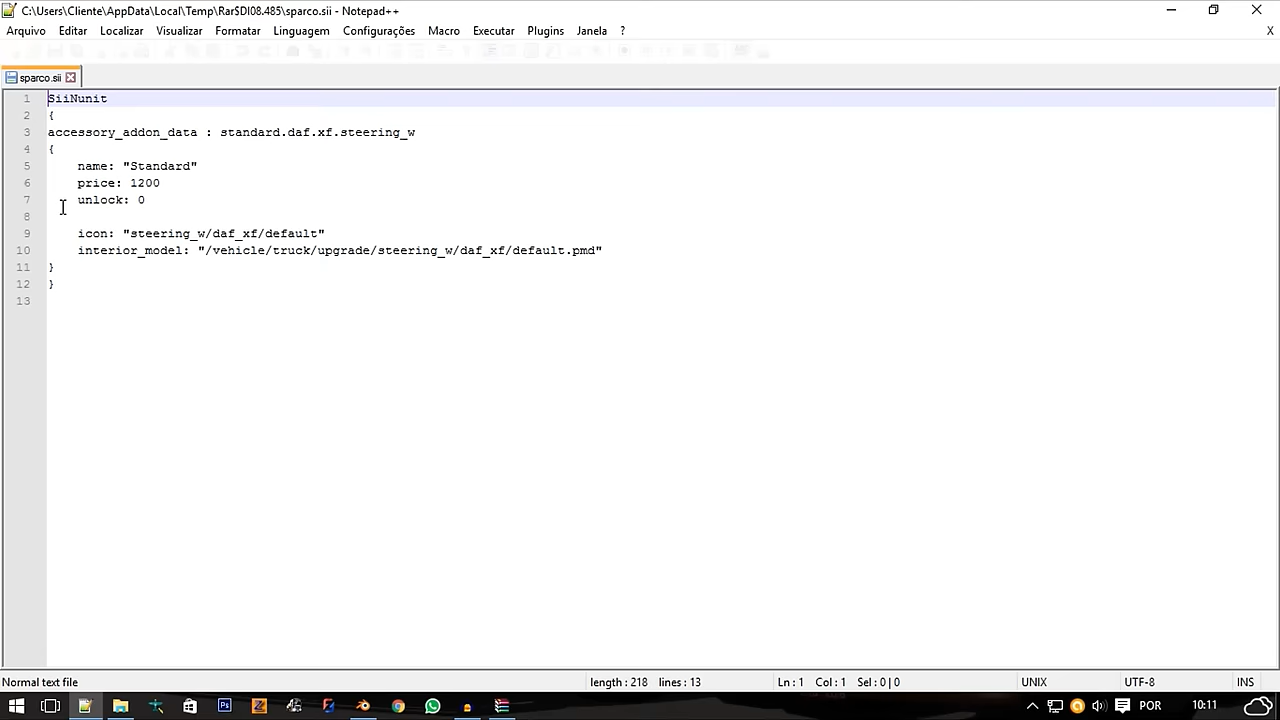 C:\Users\Cliente\AppData\Local\Temp\Rar$DI08.485\sparco.sii - Notepad++
Arquivo Editar Localizar Visualizar Formatar Linguagem Configurações Macro Executar Plugins Janela ? X
sparco.sii
1 SiiNunit
2 {
3 accessory_addon_data : standard.daf.xf.steering_w
4 {
5 name: "Standard"
6 price: 1200
7 unlock: 0
8
9 icon: "steering_w/daf_xf/default"
10 interior_model: "/vehicle/truck/upgrade/steering_w/daf_xf/default.pmd"
11 }
12 }
13
Normal text file length : 218 lines : 13 Ln : 1 Col : 1 Sel : 0 | 0 UNIX UTF-8 INS
Ps POR 10:11